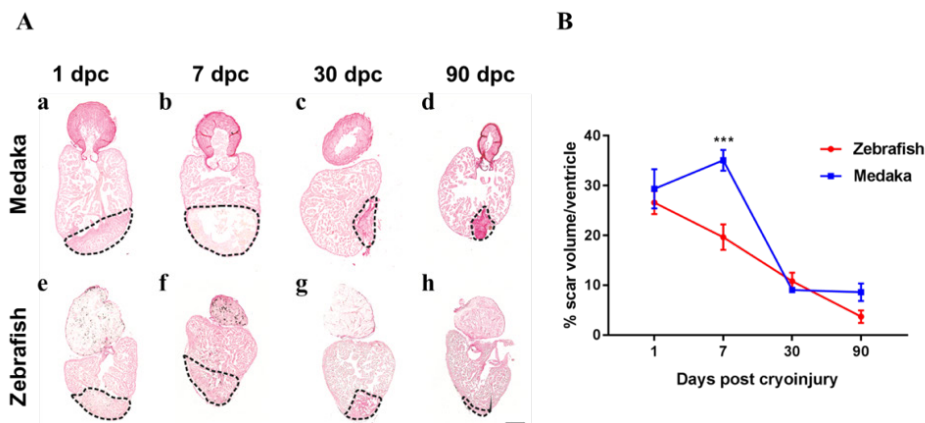 A
B
1 dpc 7 dpc 30 dpc 90 dpc
a b c d
Medaka
e f g h
Zebrafish
***
40
30
20
10
0
% scar volume/ventricle
1 7 30 90
Days post cryoinjury
Zebrafish
Medaka